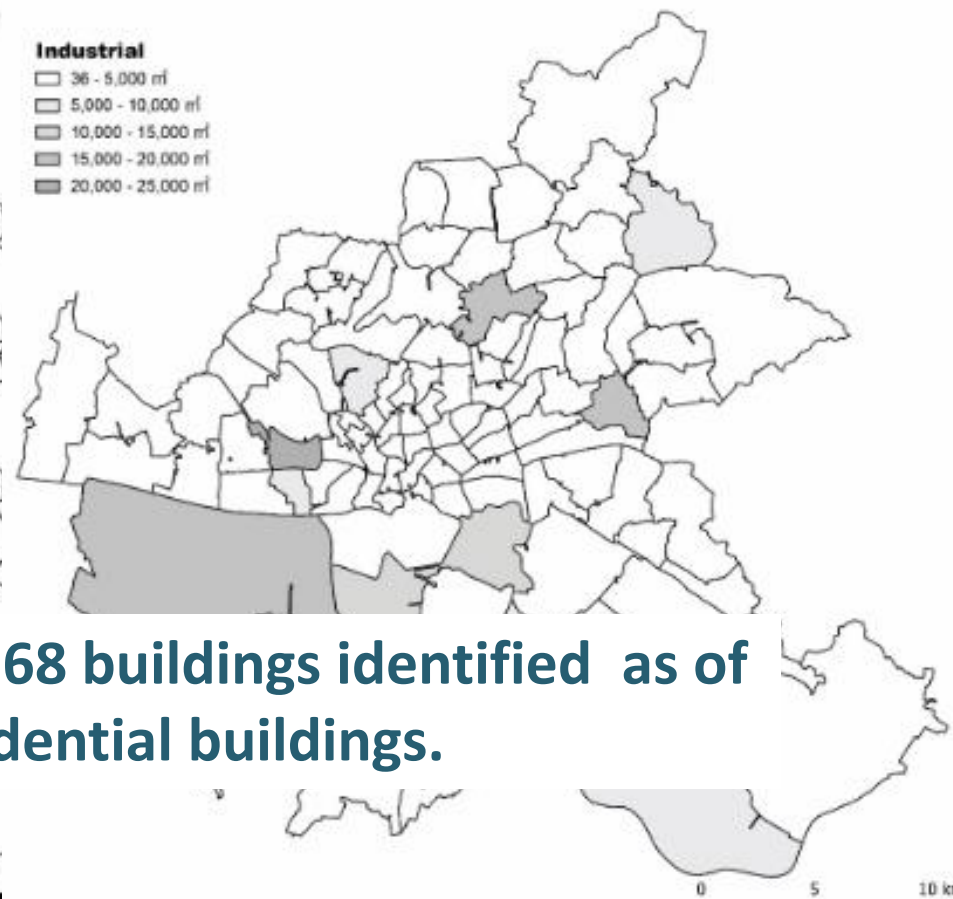 Industrial
36 - 5,000 ㎡
5,000 - 10,000 ㎡
10,000 - 15,000 ㎡
15,000 - 20,000 ㎡
20,000 - 25,000 ㎡
68 buildings identified as of
dential buildings.
0 5 10 k